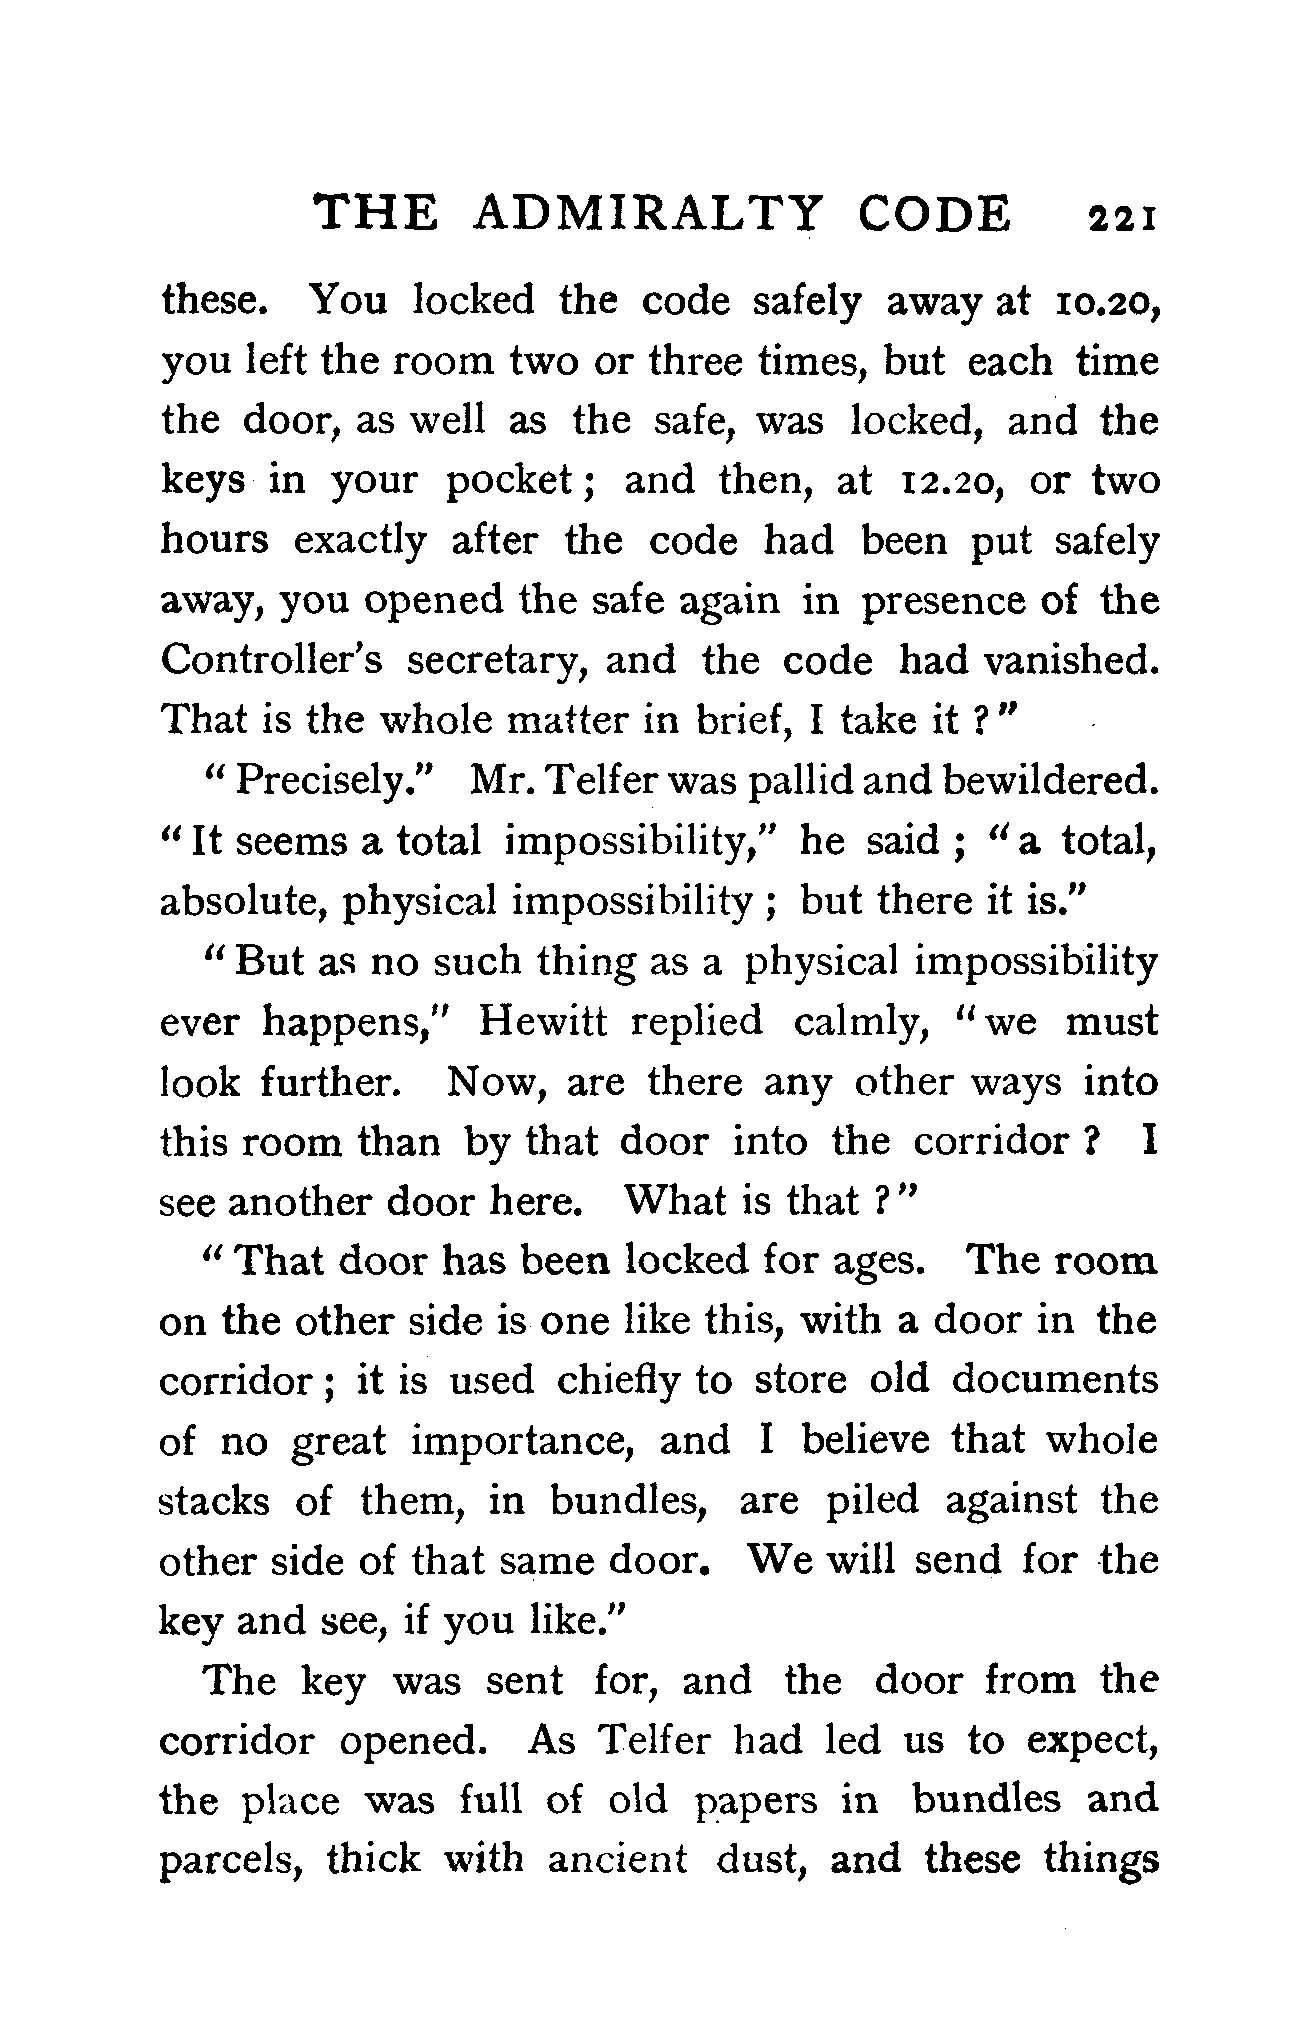 THE ADMIRALTY CODE 221
these. You locked the code safely away at 10.20,
you left the room two or three times, but each time
the door, as well as the safe, was locked, and the
keys in your pocket ; and then, at 12.20, or two
hours exactly after the code had been put safely
away, you opened the safe again in presence of the
Controller's secretary, and the code had vanished.
That is the whole matter in brief, I take it ?"
"Precisely." Mr. Telfer was pallid and bewildered.
"It seems a total impossibility," he said ; "a total,
absolute, physical impossibility ; but there it is."
"But as no such thing as a physical impossibility
ever happens," Hewitt replied calmly, "we must
look further. Now, are there any other ways into
this room than by that door into the corridor ? I
see another door here. What is that ?"
"That door has been locked for ages. The room
on the other side is one like this, with a door in the
corridor ; it is used chiefly to store old documents
of no great importance, and I believe that whole
stacks of them, in bundles, are piled against the
other side of that same door. We will send for the
key and see, if you like."
The key was sent for, and the door from the
corridor opened. As Telfer had led us to expect,
the place was full of old papers in bundles and
parcels, thick with ancient dust, and these things